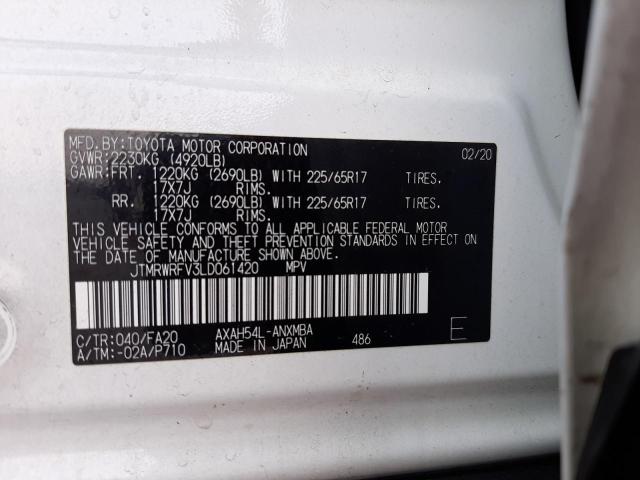 MFD.BY:TOYOTA MOTOR CORPORATION 02/20
GVWR:2230KG (4920LB)
GAWR:FRT. 1220KG (2690LB) WITH 225/65R17 TIRES.
17X7J RIMS.
RR. 1220KG (2690LB) WITH 225/65R17 TIRES.
17X7J RIMS.
THIS VEHICLE CONFORMS TO ALL APPLICABLE FEDERAL MOTOR
VEHICLE SAFETY AND THEFT PREVENTION STANDARDS IN EFFECT ON
THE DATE OF MANUFACTURE SHOWN ABOVE.
JTMRWRFV3LD061420 MPV
C/TR:040/FA20 AXAH54L-ANXMBA E
A/TM:-02A/P710 MADE IN JAPAN 486